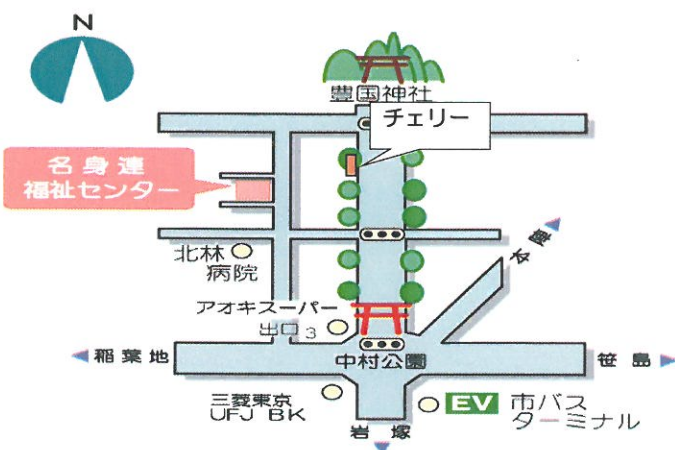 N
豊国神社
チェリー
名身連
福祉センター
北林
病院
本陣
アオキスーパー
出口3
稲葉地
中村公園
笹島
三菱東京
UFJ BK
EV 市バス
ターミナル
岩塚